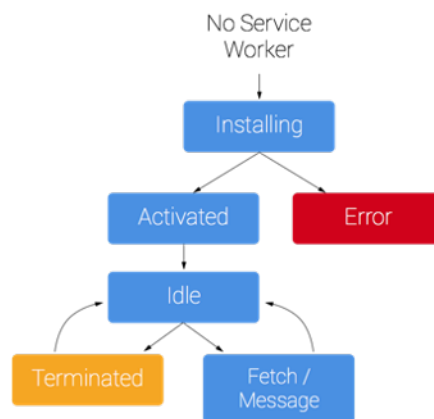 No Service
Worker
Installing
Activated
Error
Idle
Terminated
Fetch /
Message